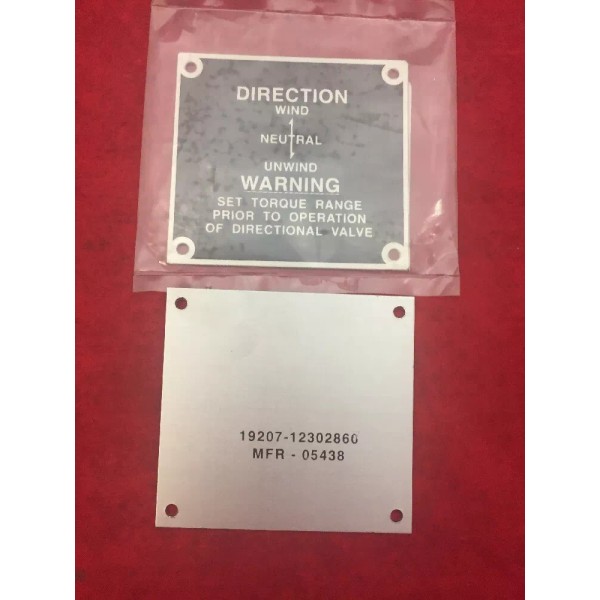 DIRECTION
WIND
NEUTRAL
UNWIND
WARNING
SET TORQUE RANGE
PRIOR TO OPERATION
OF DIRECTIONAL VALVE
19207-12302860
MFR - 05438